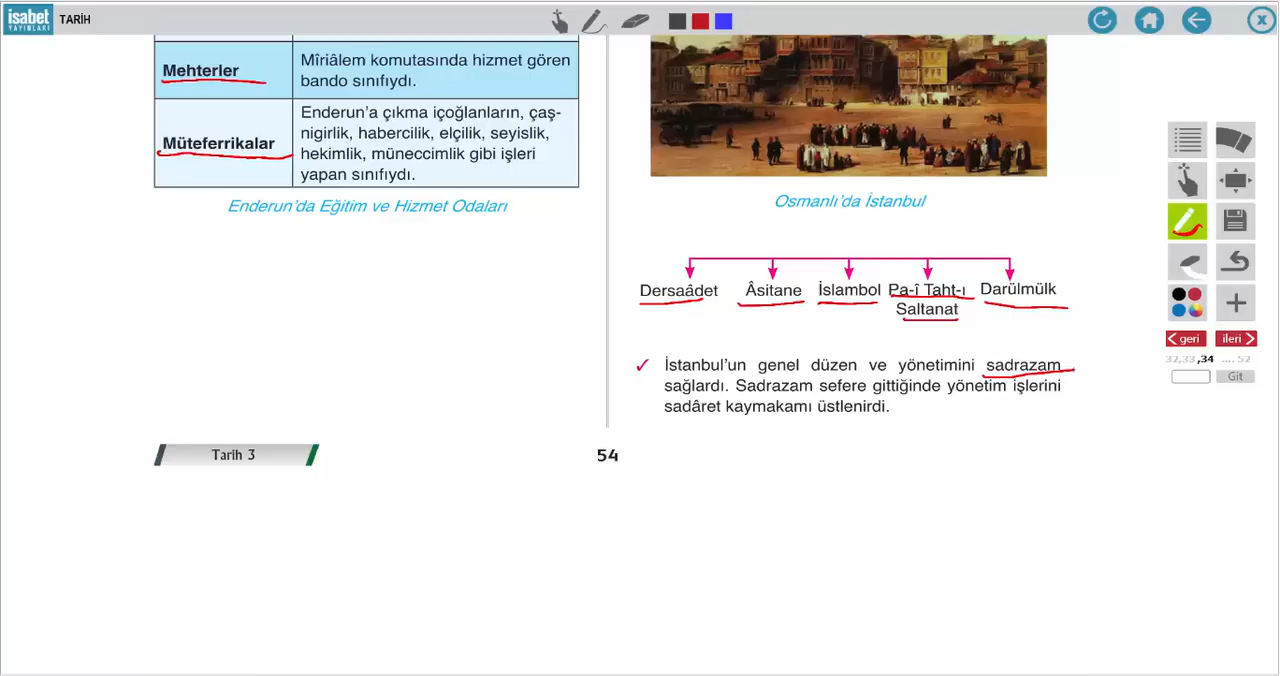 isabet
YAYINLARI
TARİH
Mehterler
Mîriâlem komutasında hizmet gören
bando sınıfıydı.
Müteferrikalar
Enderun’a çıkma içoğlanların, çaş-
nigirlik, habercilik, elçilik, seyislik,
hekimlik, müneccimlik gibi işleri
yapan sınıfıydı.
Enderun’da Eğitim ve Hizmet Odaları
Osmanlı’da İstanbul
Dersaâdet
Âsitane
İslambol
Pa-î Taht-ı
Saltanat
Darülmülk
✓ İstanbul’un genel düzen ve yönetimini sadrazam
sağlardı. Sadrazam sefere gittiğinde yönetim işlerini
sadâret kaymakamı üstlenirdi.
Tarih 3
54
geri
ileri
32,33,34 .... 52
Git